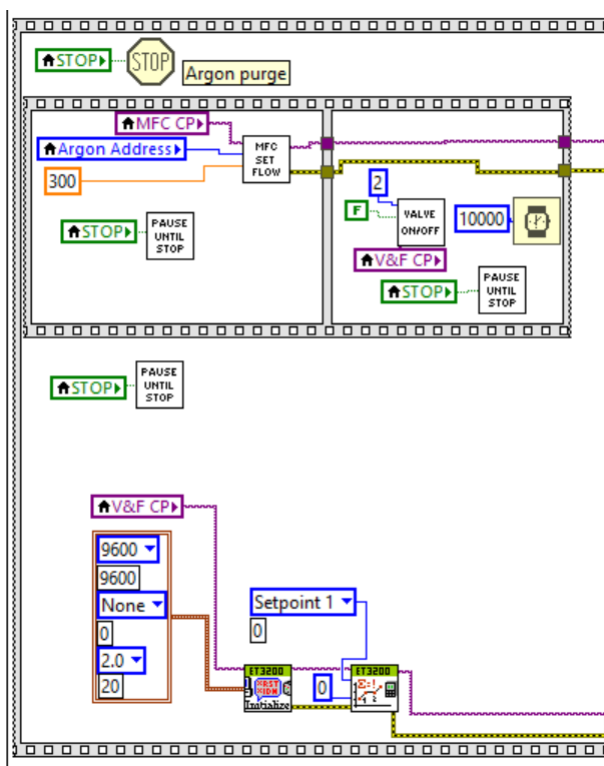 STOP
STOP
Argon purge
MFC CP
Argon Address
300
MFC
SET
FLOW
STOP
PAUSE
UNTIL
STOP
2
F
VALVE
ON/OFF
10000
V&F CP
STOP
PAUSE
UNTIL
STOP
STOP
PAUSE
UNTIL
STOP
V&F CP
9600
9600
None
0
2.0
20
Setpoint 1
0
ET3200
Initialize
0
ET3200